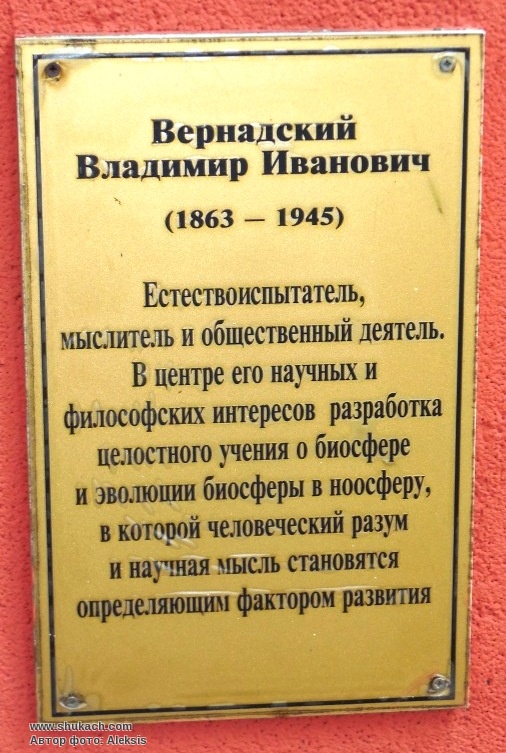 Вернадский
Владимир Иванович
(1863 – 1945)
Естествоиспытатель,
мыслитель и общественный деятель.
В центре его научных и
философских интересов разработка
целостного учения о биосфере
и эволюции биосферы в ноосферу,
в которой человеческий разум
и научная мысль становятся
определяющим фактором развития
www.shukach.com
Автор фото: Aleksis